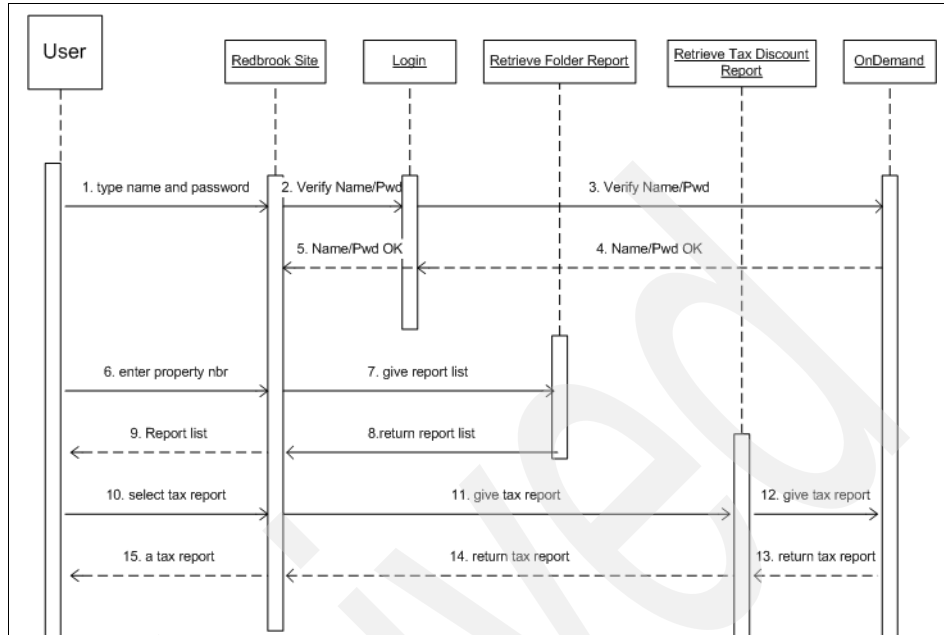 User
Redbrook Site
Login
Retrieve Folder Report
Retrieve Tax Discount
Report
OnDemand
1. type name and password
2. Verify Name/Pwd
3. Verify Name/Pwd
5. Name/Pwd OK
4. Name/Pwd OK
6. enter property nbr
7. give report list
9. Report list
8.return report list
10. select tax report
11. give tax report
12. give tax report
15. a tax report
14. return tax report
13. return tax report
ived